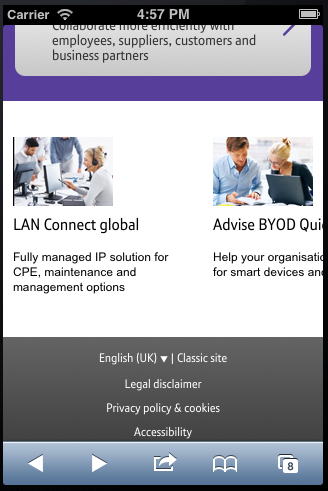 Carrier 4:57 PM
Collaborate more efficiently with
employees, suppliers, customers and
business partners
LAN Connect global
Advise BYOD Qui
Fully managed IP solution for
CPE, maintenance and
management options
Help your organisatio
for smart devices an
English (UK) ▼ | Classic site
Legal disclaimer
Privacy policy & cookies
Accessibility
8